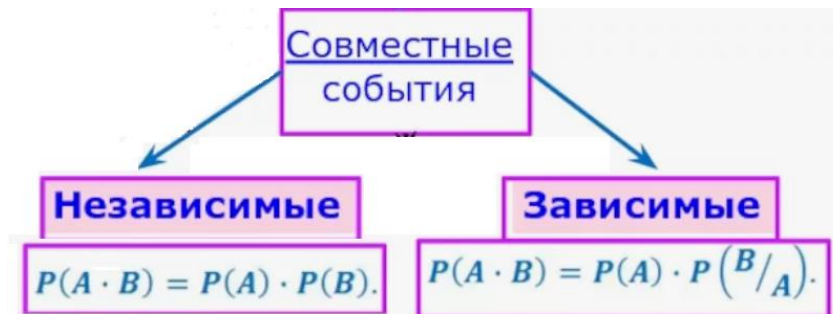 Совместные
события
Независимые
Зависимые
P(A · B) = P(A) · P(B).
P(A · B) = P(A) · P(B/A).